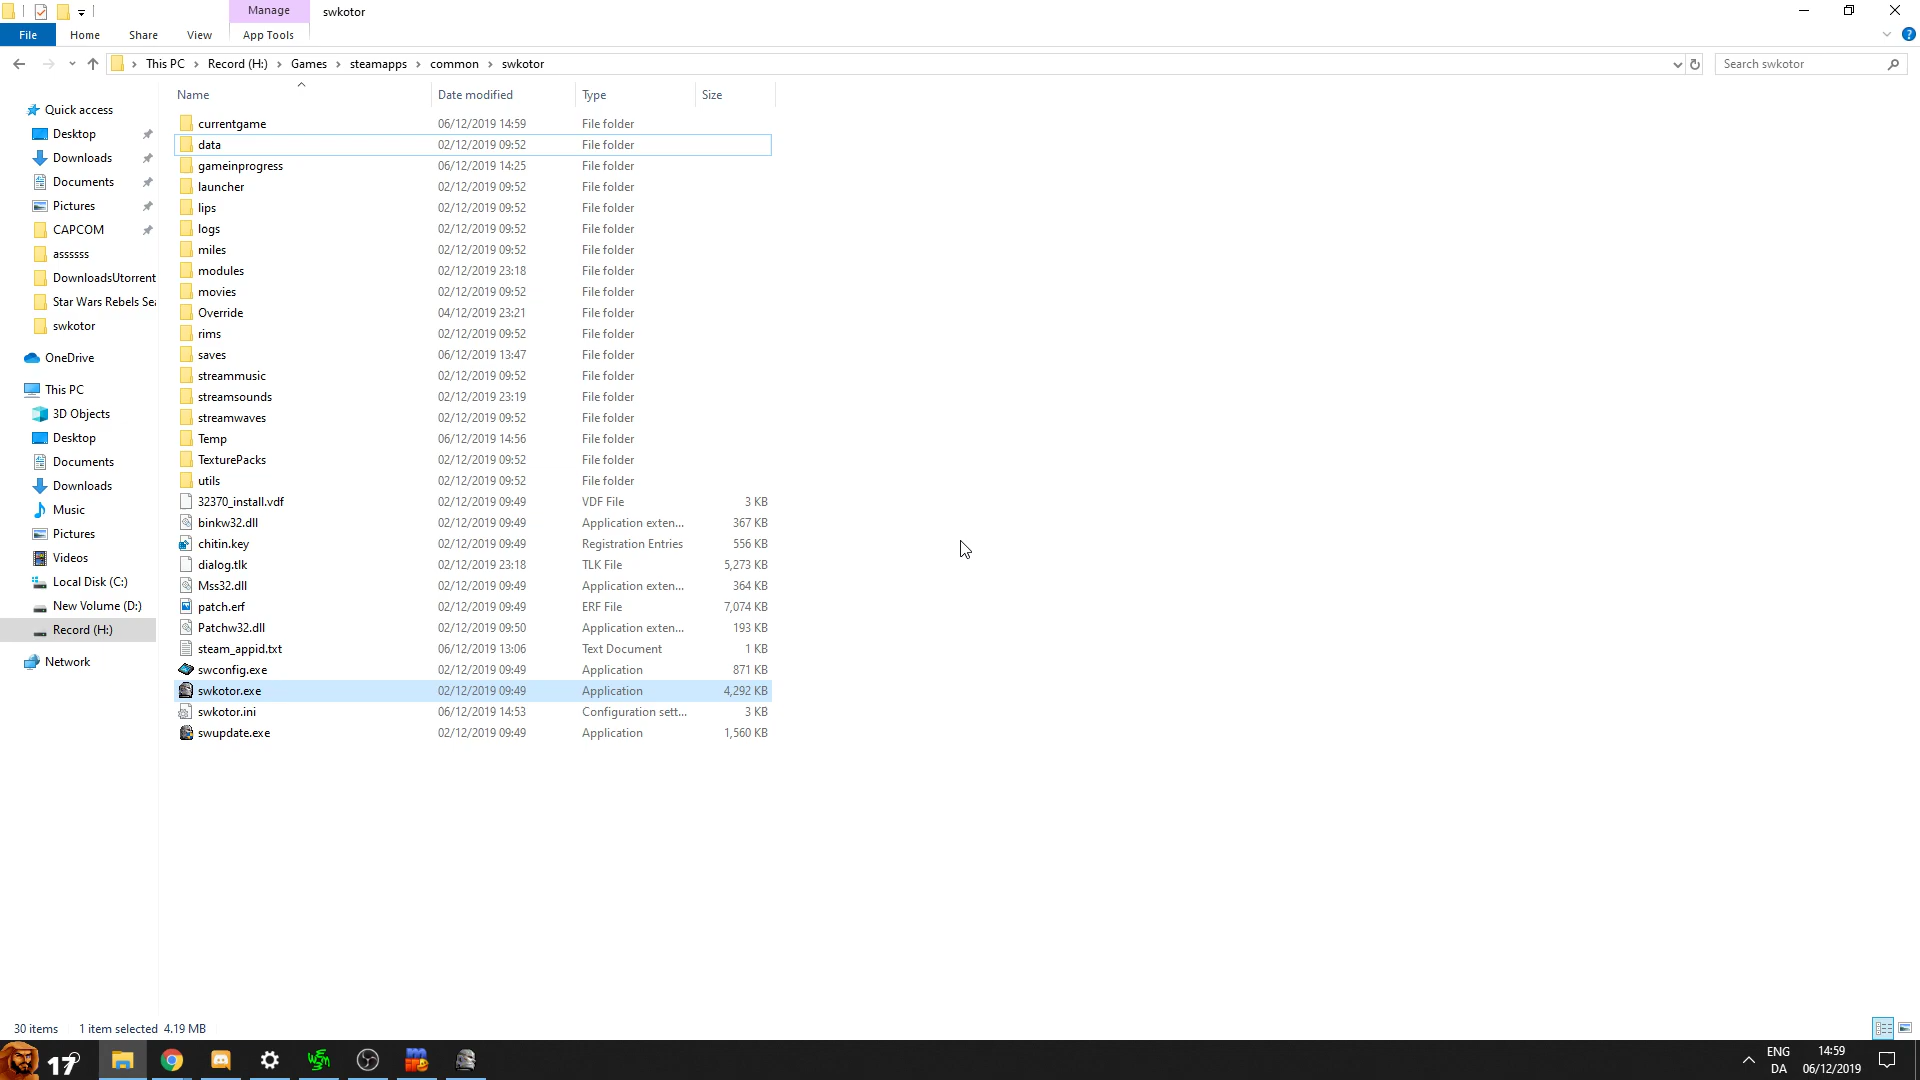 Manage swkotor
File Home Share View App Tools
This PC Record (H:) Games steamapps common swkotor Search swkotor
Name Date modified Type Size
Quick access
Desktop
Downloads
Documents
Pictures
CAPCOM
asssssss
DownloadsUtorrent
Star Wars Rebels Sea
swkotor
OneDrive
This PC
3D Objects
Desktop
Documents
Downloads
Music
Pictures
Videos
Local Disk (C:)
New Volume (D:)
Record (H:)
Network
currentgame 06/12/2019 14:59 File folder
data 02/12/2019 09:52 File folder
gameinprogress 06/12/2019 14:25 File folder
launcher 02/12/2019 09:52 File folder
lips 02/12/2019 09:52 File folder
logs 02/12/2019 09:52 File folder
miles 02/12/2019 09:52 File folder
modules 02/12/2019 23:18 File folder
movies 02/12/2019 09:52 File folder
Override 04/12/2019 23:21 File folder
rims 02/12/2019 09:52 File folder
saves 06/12/2019 13:47 File folder
streammusic 02/12/2019 09:52 File folder
streamsounds 02/12/2019 23:19 File folder
streamwaves 02/12/2019 09:52 File folder
Temp 06/12/2019 14:56 File folder
TexturePacks 02/12/2019 09:52 File folder
utils 02/12/2019 09:52 File folder
32370_install.vdf 02/12/2019 09:49 VDF File 3 KB
binkw32.dll 02/12/2019 09:49 Application exten... 367 KB
chitin.key 02/12/2019 09:49 Registration Entries 556 KB
dialog.tlk 02/12/2019 23:18 TLK File 5,273 KB
Mss32.dll 02/12/2019 09:49 Application exten... 364 KB
patch.erf 02/12/2019 09:49 ERF File 7,074 KB
Patchw32.dll 02/12/2019 09:50 Application exten... 193 KB
steam_appid.txt 06/12/2019 13:06 Text Document 1 KB
swconfig.exe 02/12/2019 09:49 Application 871 KB
swkotor.exe 02/12/2019 09:49 Application 4,292 KB
swkotor.ini 06/12/2019 14:53 Configuration sett... 3 KB
swupdate.exe 02/12/2019 09:49 Application 1,560 KB
30 items 1 item selected 4.19 MB
ENG 14:59
DA 06/12/2019